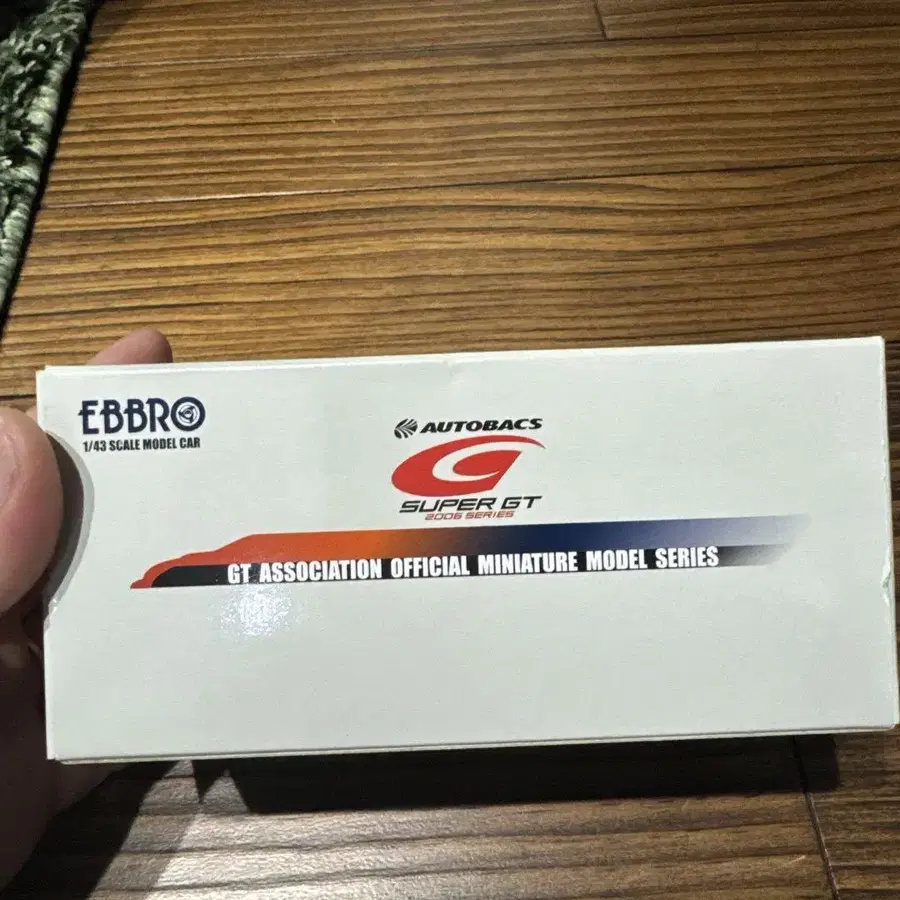 EBBRO
1/43 SCALE MODEL CAR
AUTOBACS
SUPER GT
2006 SERIES
GT ASSOCIATION OFFICIAL MINIATURE MODEL SERIES